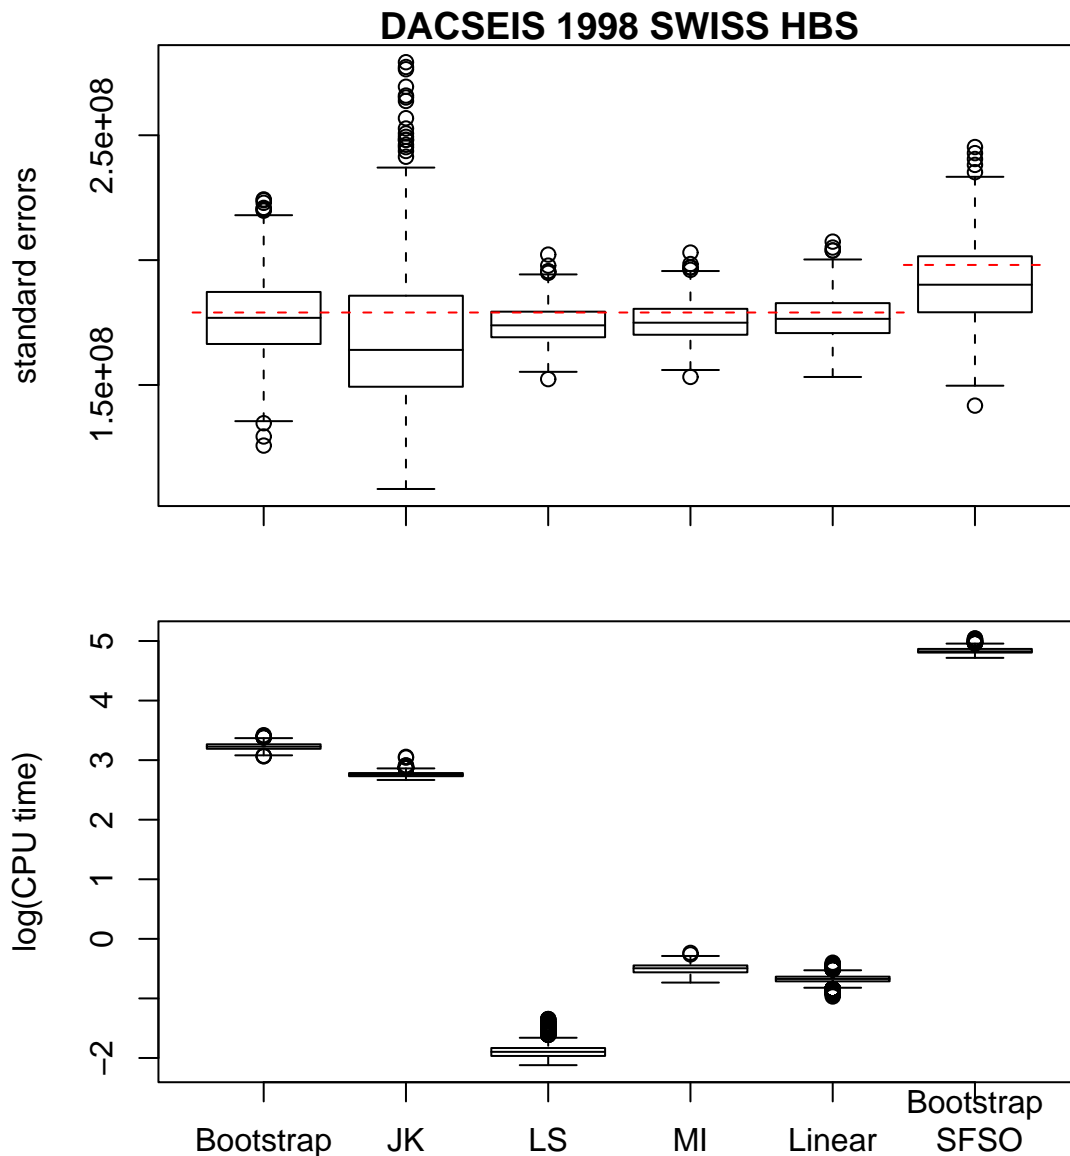 DACSEIS 1998 SWISS HBS
standard errors
2.5e+08
1.5e+08
log(CPU time)
5
4
3
2
1
0
−2
Bootstrap JK LS MI Linear Bootstrap SFSO